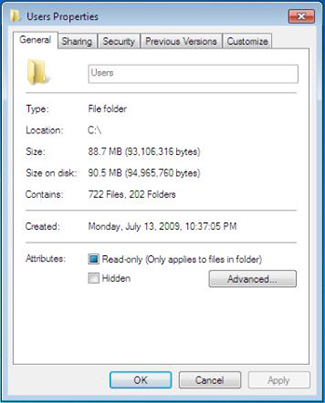 Users Properties
General Sharing Security Previous Versions Customize
Users
Type: File folder
Location: C:\
Size: 88.7 MB (93,106,316 bytes)
Size on disk: 90.5 MB (94,965,760 bytes)
Contains: 722 Files, 202 Folders
Created: Monday, July 13, 2009, 10:37:05 PM
Attributes: Read-only (Only applies to files in folder)
Hidden Advanced...
OK Cancel Apply